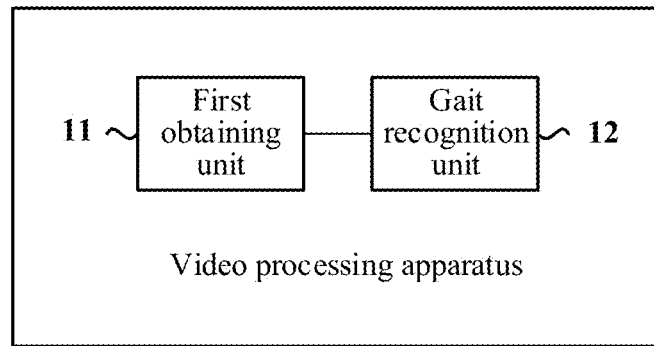 11
First
obtaining
unit
Gait
recognition
unit
12
Video processing apparatus